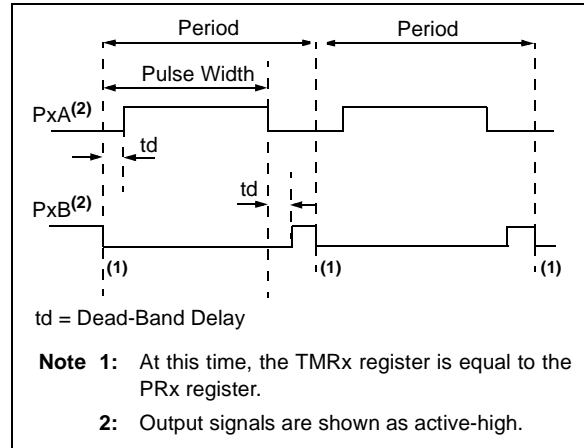 Period Period
Pulse Width
PxA(2)
td
td
PxB(2)
(1) (1) (1)
td = Dead-Band Delay
Note 1: At this time, the TMRx register is equal to the
PRx register.
2: Output signals are shown as active-high.